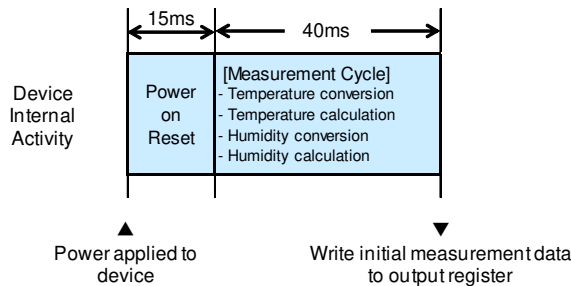 15ms
40ms
Device
Internal
Activity
Power
on
Reset
[Measurement Cycle]
- Temperature conversion
- Temperature calculation
- Humidity conversion
- Humidity calculation
Power applied to
device
Write initial measurement data
to output register